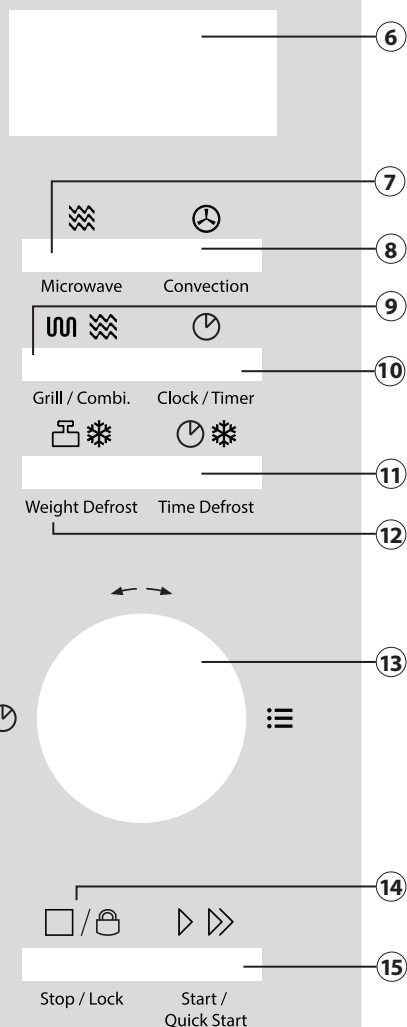 6
7
8
Microwave Convection
9
10
Grill / Combi. Clock / Timer
11
Weight Defrost Time Defrost
12
13
14
/
15
Stop / Lock Start /
Quick Start